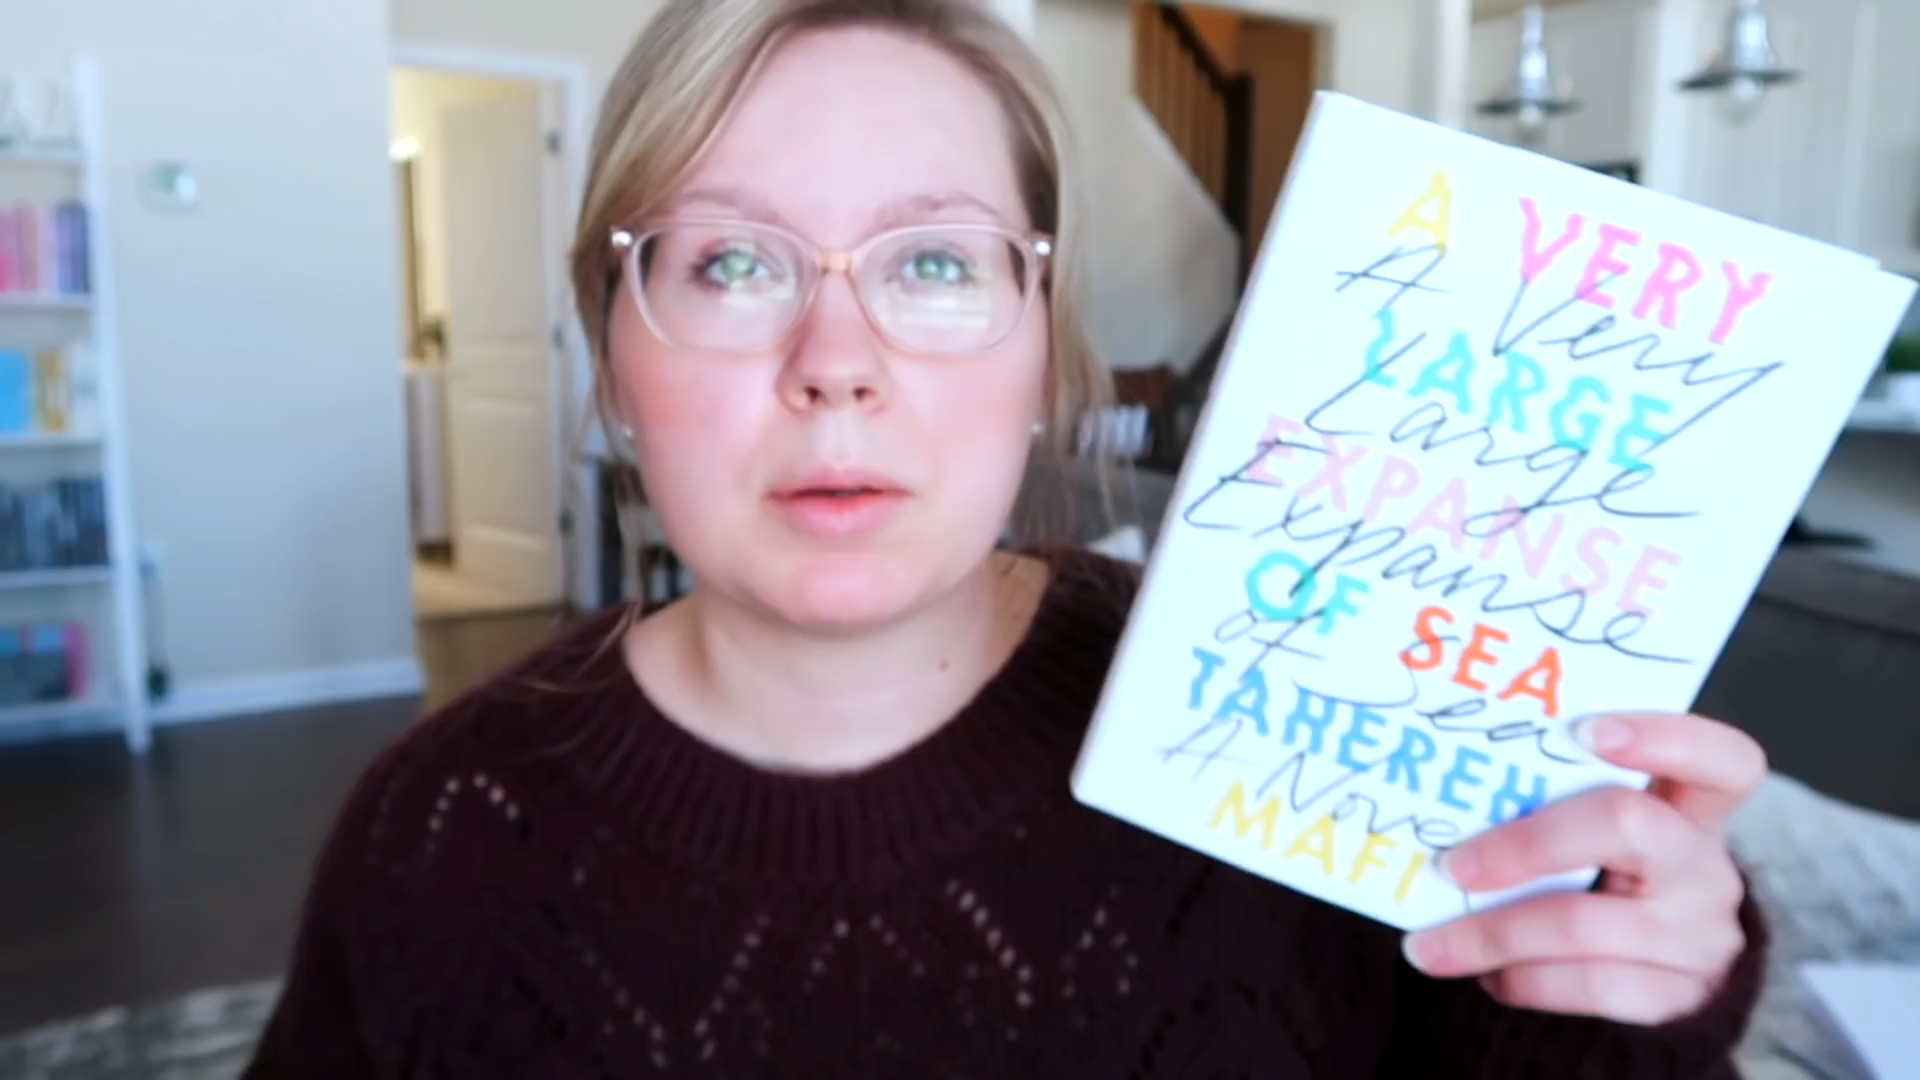 A VERY
A Very
LARGE
Large
EXPANSE
Expanse
OF SEA
of Sea
TAHEREH
A Novel
MAFI